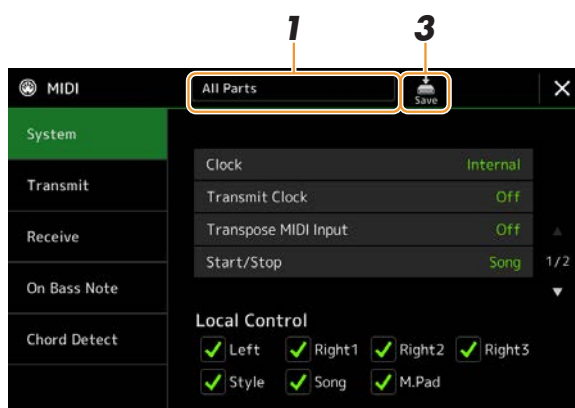 1 3
MIDI All Parts Save
System
Clock Internal
Transmit Transmit Clock Off
Receive Transpose MIDI Input Off
Start/Stop Song 1/2
On Bass Note
Chord Detect
Local Control
Left Right1 Right2 Right3
Style Song M.Pad